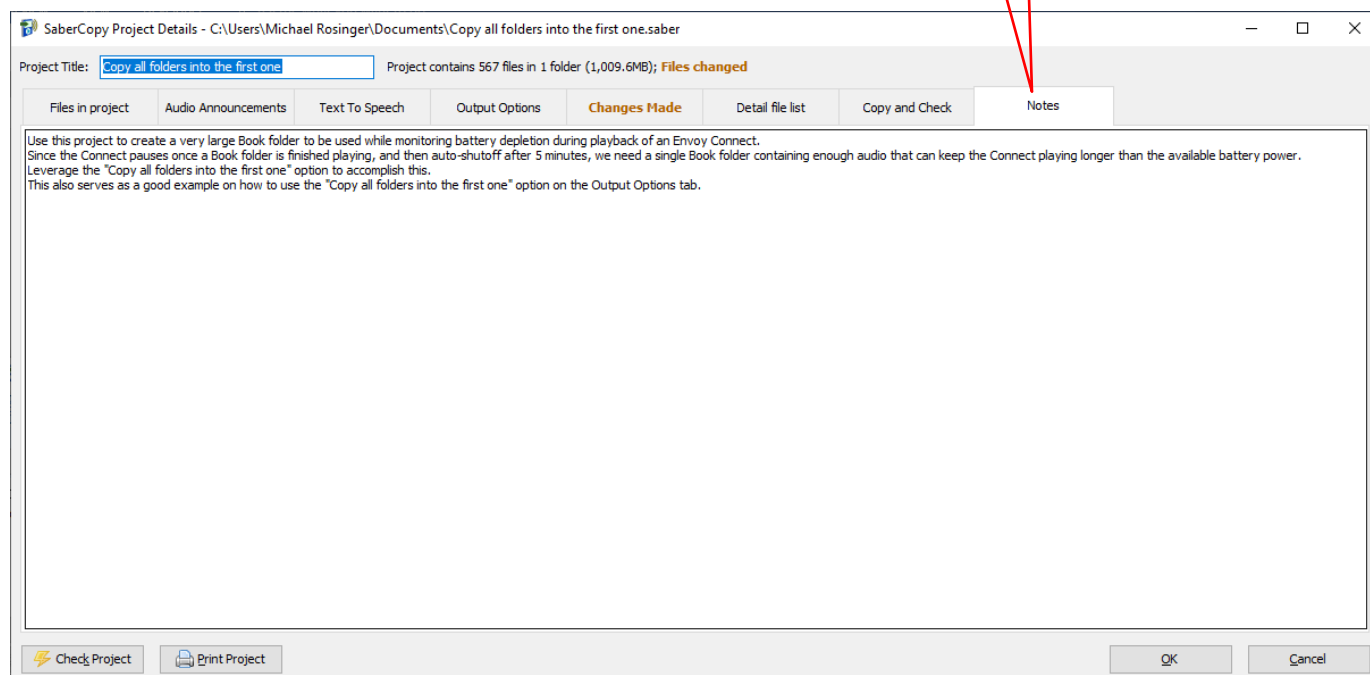 SaberCopy Project Details - C:\Users\Michael Rosinger\Documents\Copy all folders into the first one.saber
Project Title: Copy all folders into the first one Project contains 567 files in 1 folder (1,009.6MB); Files changed
Files in project Audio Announcements Text To Speech Output Options Changes Made Detail file list Copy and Check Notes
Use this project to create a very large Book folder to be used while monitoring battery depletion during playback of an Envoy Connect.
Since the Connect pauses once a Book folder is finished playing, and then auto-shutoff after 5 minutes, we need a single Book folder containing enough audio that can keep the Connect playing longer than the available battery power.
Leverage the "Copy all folders into the first one" option to accomplish this.
This also serves as a good example on how to use the "Copy all folders into the first one" option on the Output Options tab.
Check Project Print Project OK Cancel